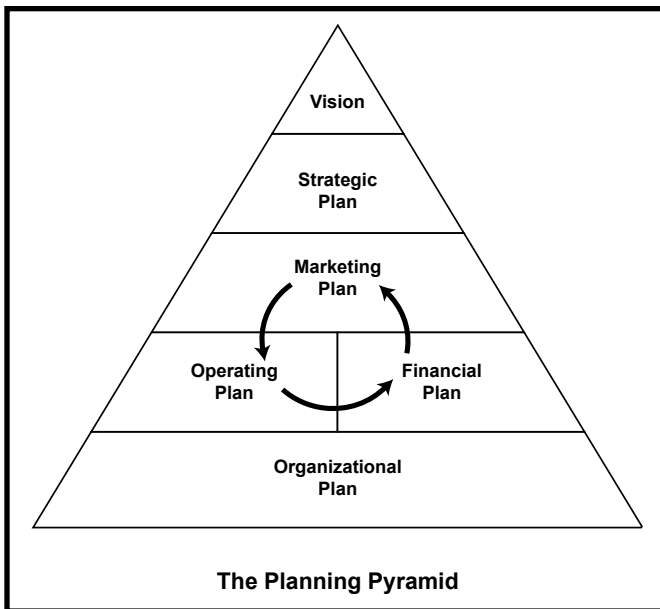 Vision
Strategic
Plan
Marketing
Plan
Operating
Plan
Financial
Plan
Organizational
Plan
The Planning Pyramid